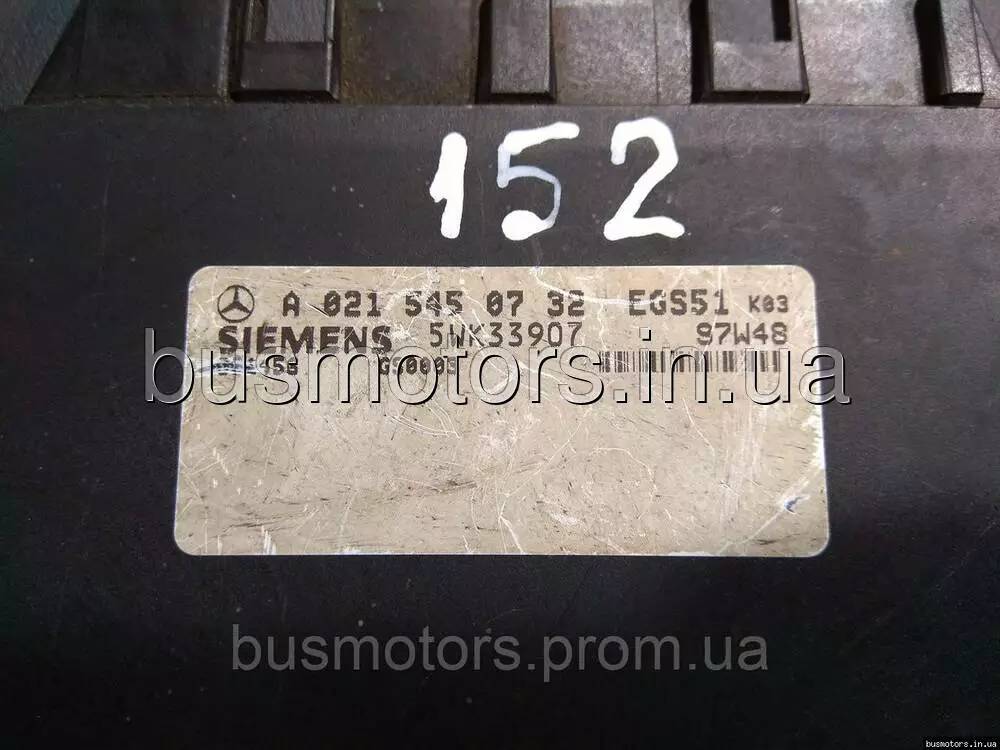 152
A 021 545 07 32 EGS51 K03
SIEMENS 5WK33907 97W48
GS0003
busmotors.in.ua
busmotors.prom.ua
busmotors.in.ua